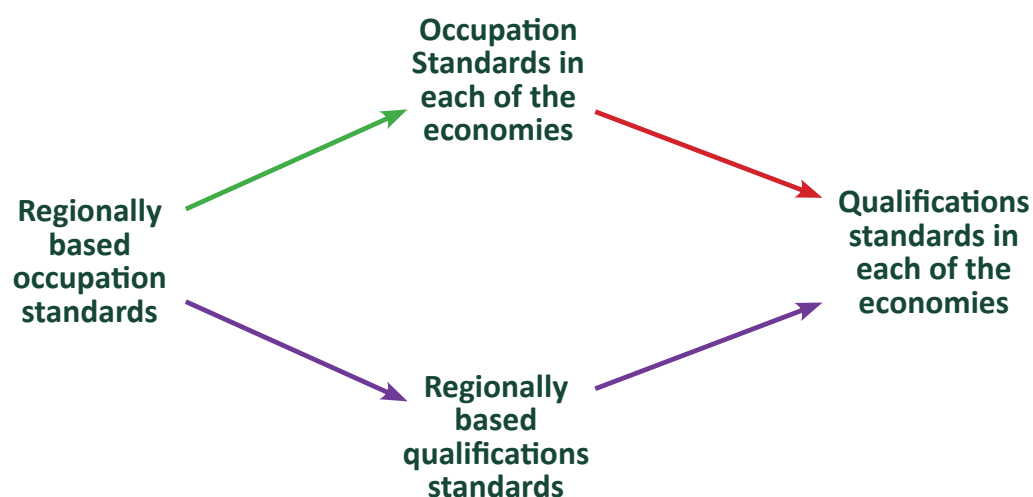 Occupation
Standards in
each of the
economies
Regionally
based
occupation
standards
Qualifications
standards in
each of the
economies
Regionally
based
qualifications
standards